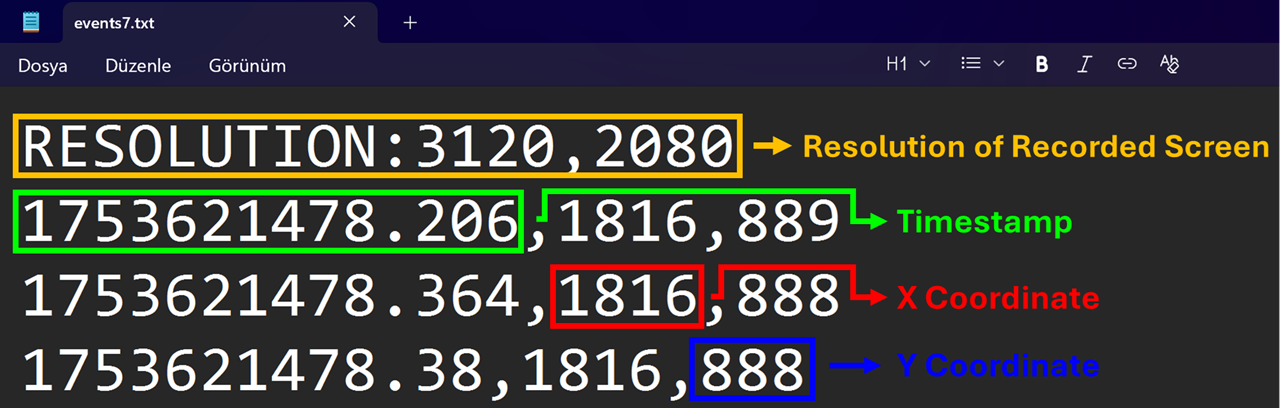 events7.txt
Dosya Düzenle Görünüm H1 B I
RESOLUTION:3120,2080 Resolution of Recorded Screen
1753621478.206,1816,889 Timestamp
1753621478.364,1816,888 X Coordinate
1753621478.38,1816,888 Y Coordinate